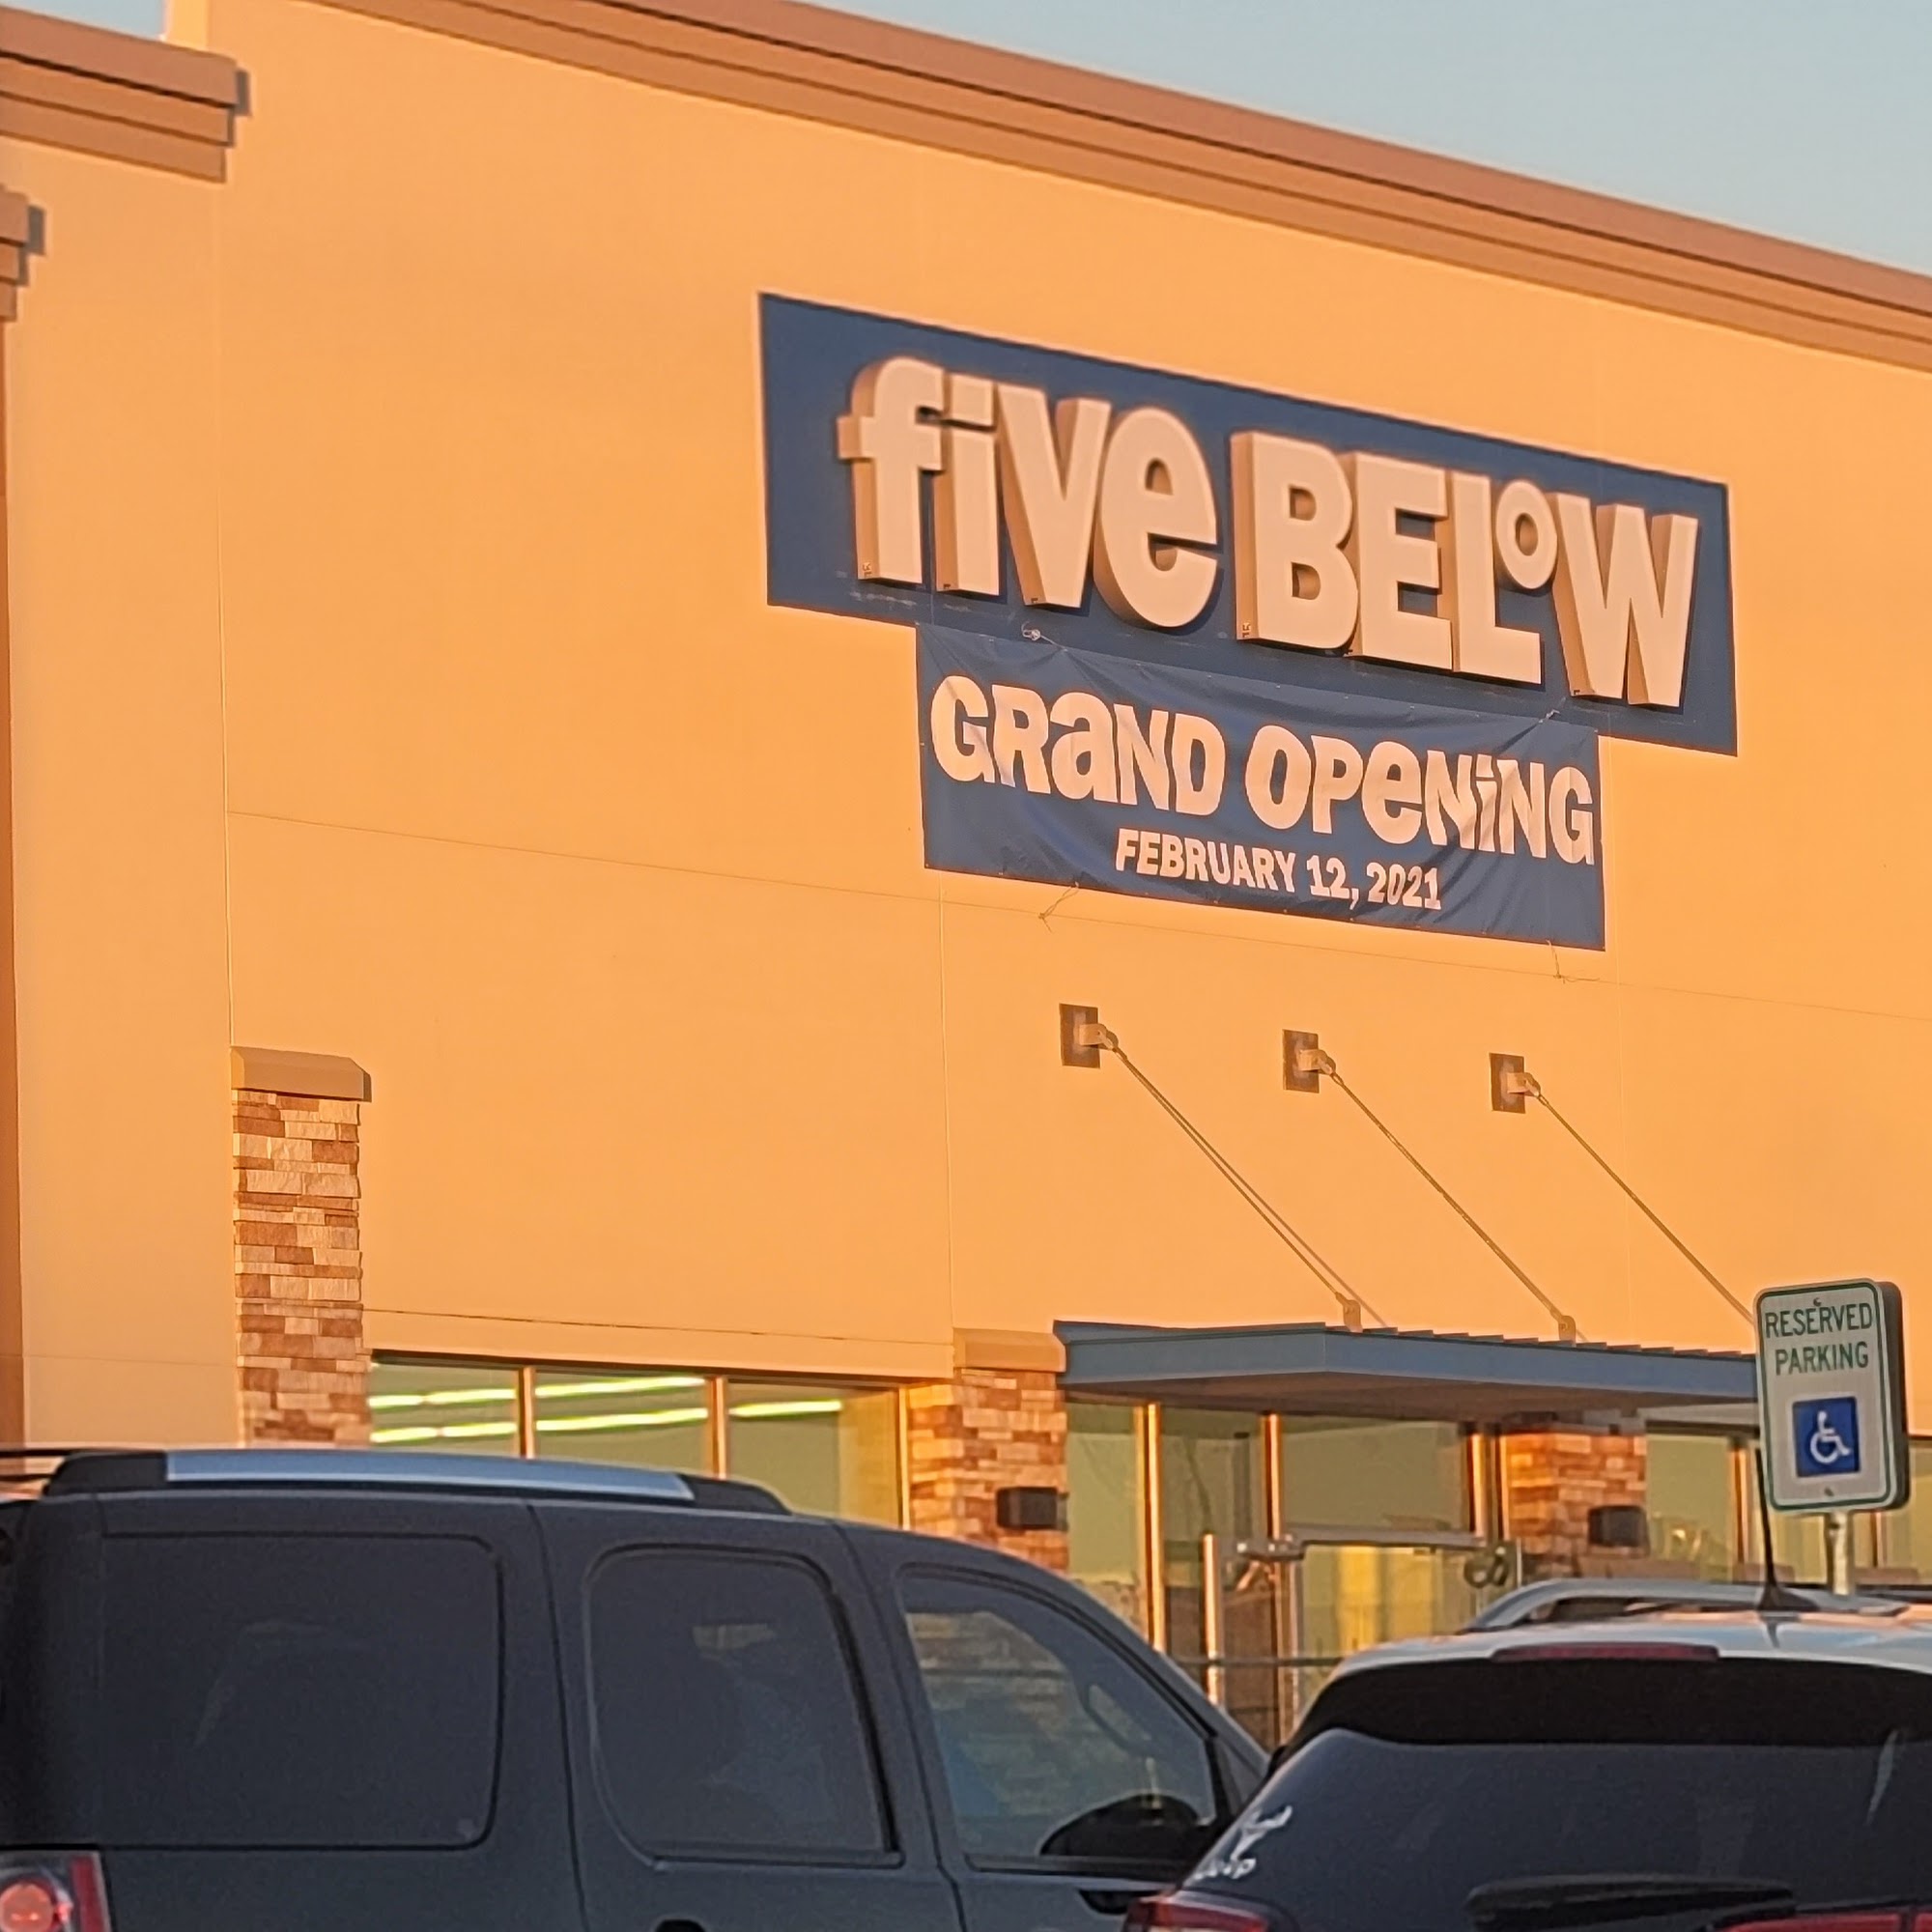 fiVe BELoW
GRaND OPeNiNG
FEBRUARY 12, 2021
RESERVED
PARKING